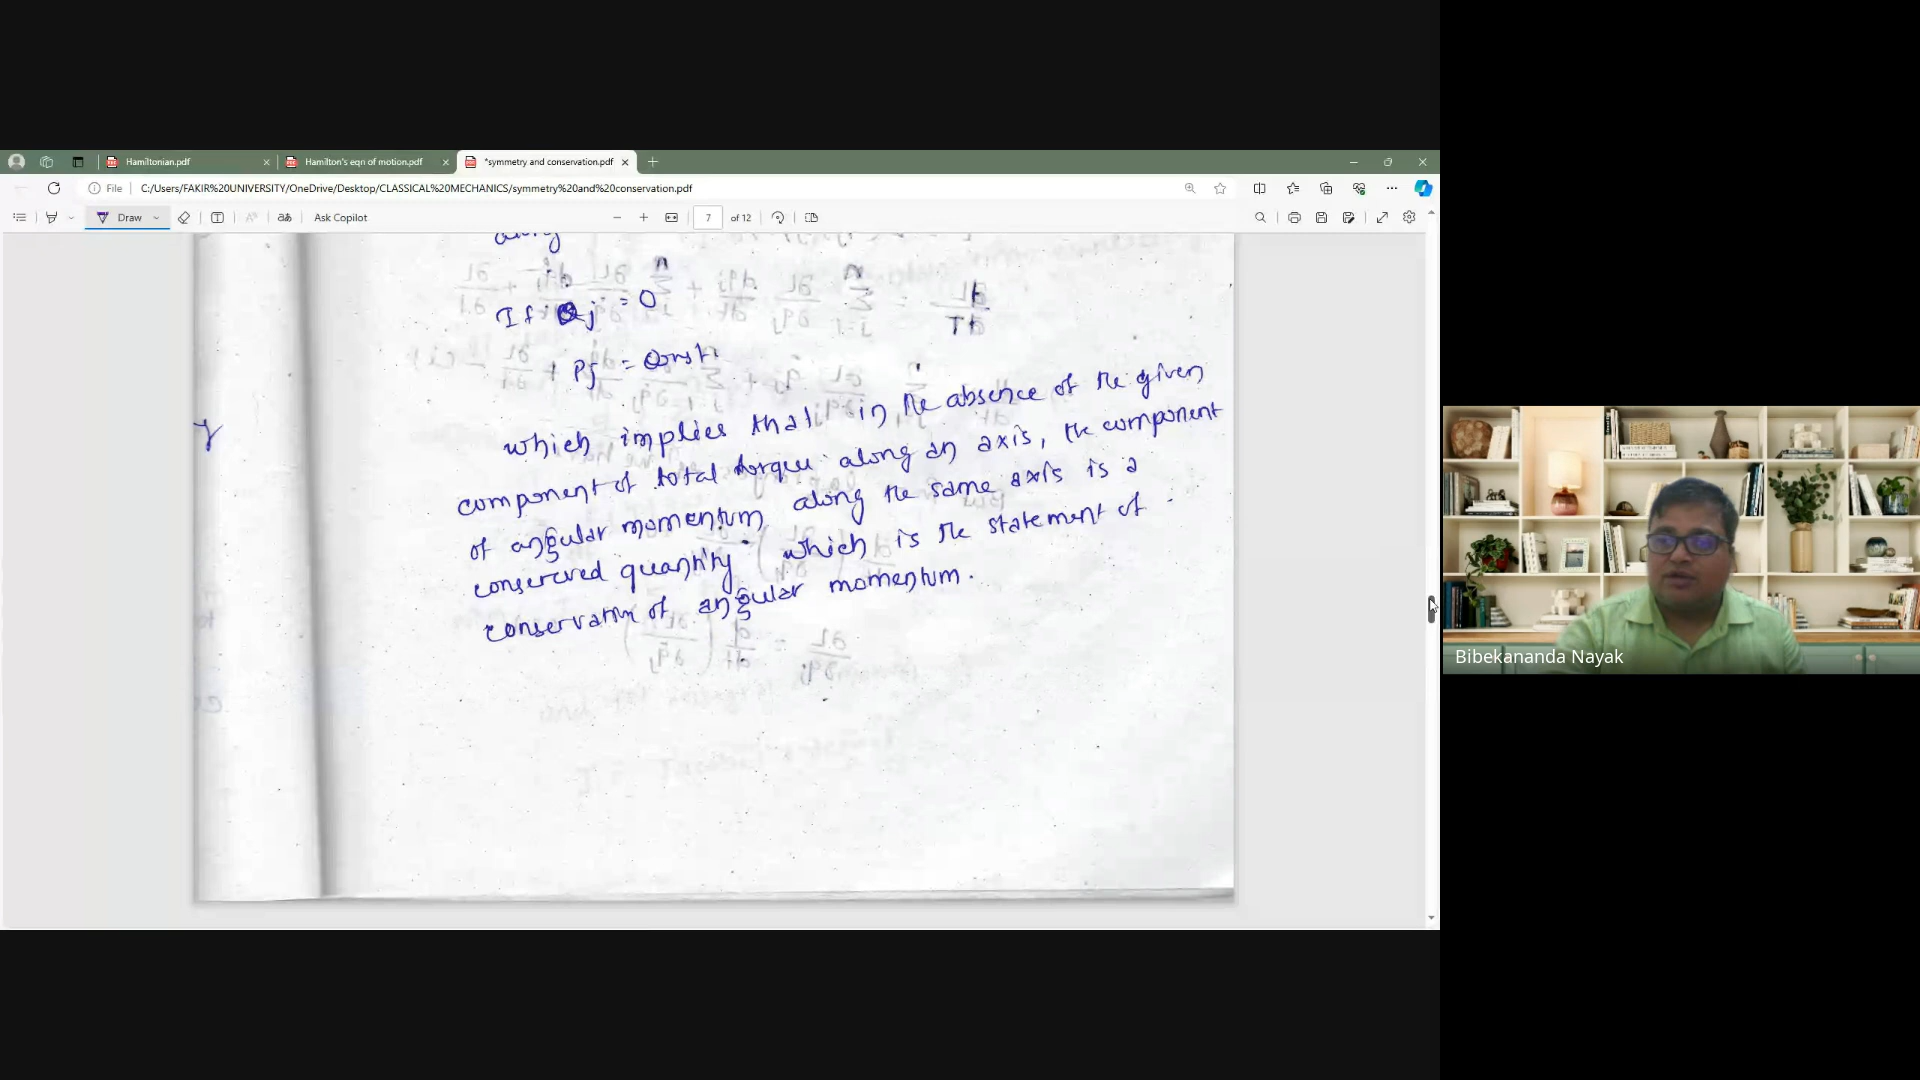 Hamiltonian.pdf
Hamilton's eqn of motion.pdf
*symmetry and conservation.pdf
File
C:/Users/FAKIR%20UNIVERSITY/OneDrive/Desktop/CLASSICAL%20MECHANICS/symmetry%20and%20conservation.pdf
Draw
Ask Copilot
7 of 12
along
If Qj = 0
Pj = const.
which implies that in the absence of the given
component of total torque along an axis, the component
of angular momentum along the same axis is a
conserved quantity which is the statement of
conservation of angular momentum.
Bibekananda Nayak